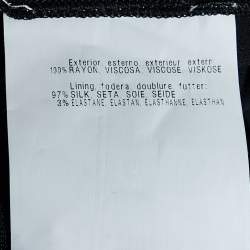 Exterior, esterno, exterieur extern:
100% RAYON, VISCOSA, VISCOSE, VISKOSE
Lining, fodera, doublure futter:
97% SILK, SETA, SOIE, SEIDE
3% ELASTANE, ELASTAN, ELASTHANNE, ELASTHAN